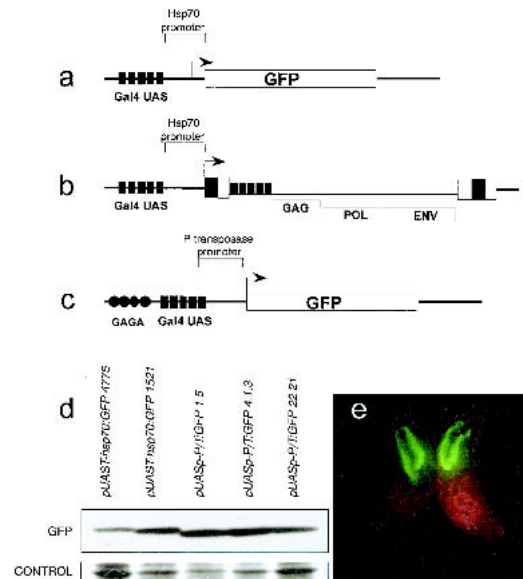 Hsp70
promoter
a
GFP
Gal4 UAS
Hsp70
promoter
b
Gal4 UAS
GAG
POL
ENV
P transposase
promoter
c
GFP
GAGA
Gal4 UAS
d
pUAST-hsp70:GFP 4775
pUAST-hsp70:GFP 1521
pUASp-P/T:GFP 1.5
pUASp-P/T:GFP 4.1.3
pUASp-P/T:GFP 22.21
e
GFP
CONTROL